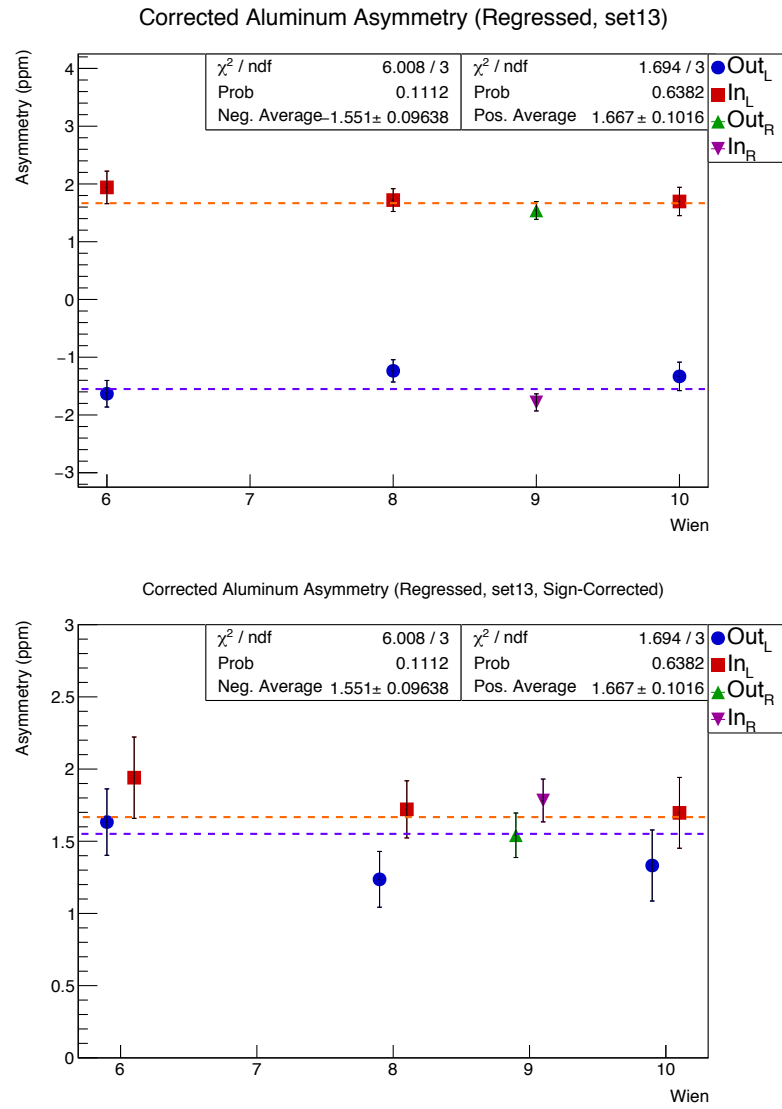 Corrected Aluminum Asymmetry (Regressed, set13)
Asymmetry (ppm)
χ² / ndf 6.008 / 3
Prob 0.1112
Neg. Average −1.551± 0.09638
χ² / ndf 1.694 / 3
Prob 0.6382
Pos. Average 1.667 ± 0.1016
Out_L
In_L
Out_R
In_R
4
3
2
1
0
−1
−2
−3
6 7 8 9 10
Wien
Corrected Aluminum Asymmetry (Regressed, set13, Sign-Corrected)
Asymmetry (ppm)
χ² / ndf 6.008 / 3
Prob 0.1112
Neg. Average 1.551± 0.09638
χ² / ndf 1.694 / 3
Prob 0.6382
Pos. Average 1.667 ± 0.1016
Out_L
In_L
Out_R
In_R
3
2.5
2
1.5
1
0.5
0
6 7 8 9 10
Wien